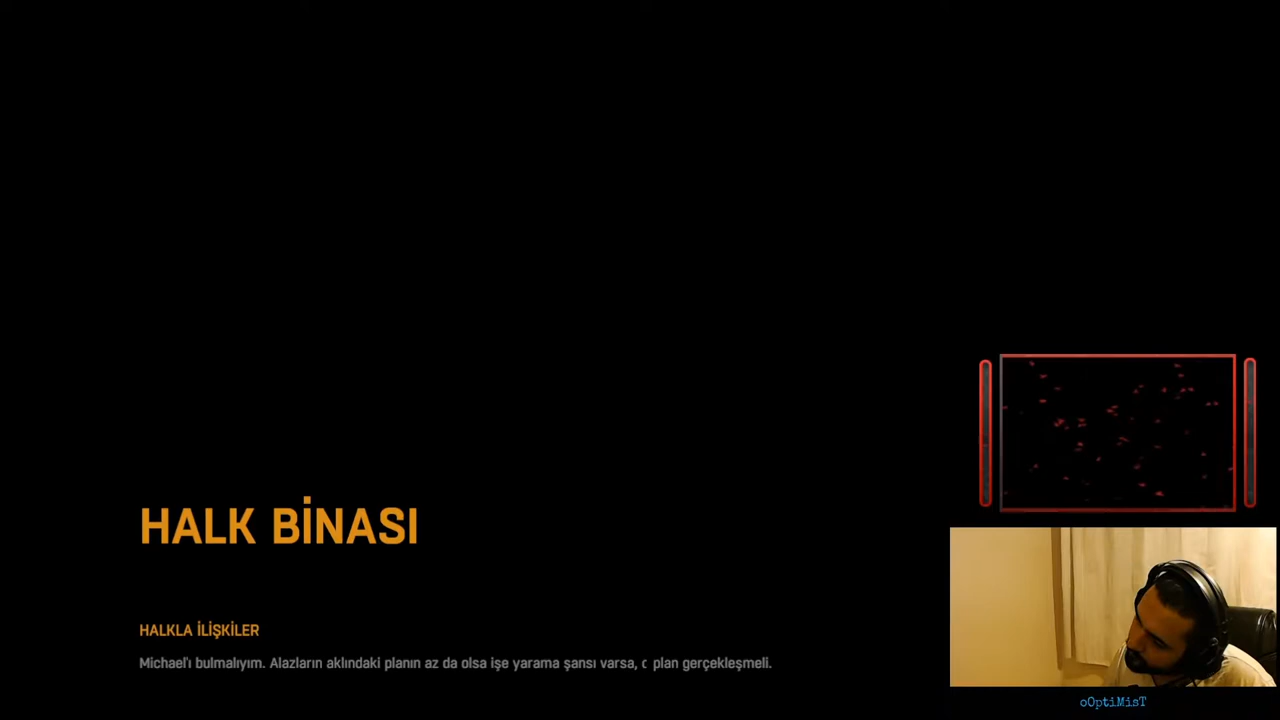 HALK BİNASI
HALKLA İLİŞKİLER
Michael'ı bulmalıyım. Alazların aklındaki planın az da olsa işe yarama şansı varsa, o plan gerçekleşmeli.
oOptiMisT